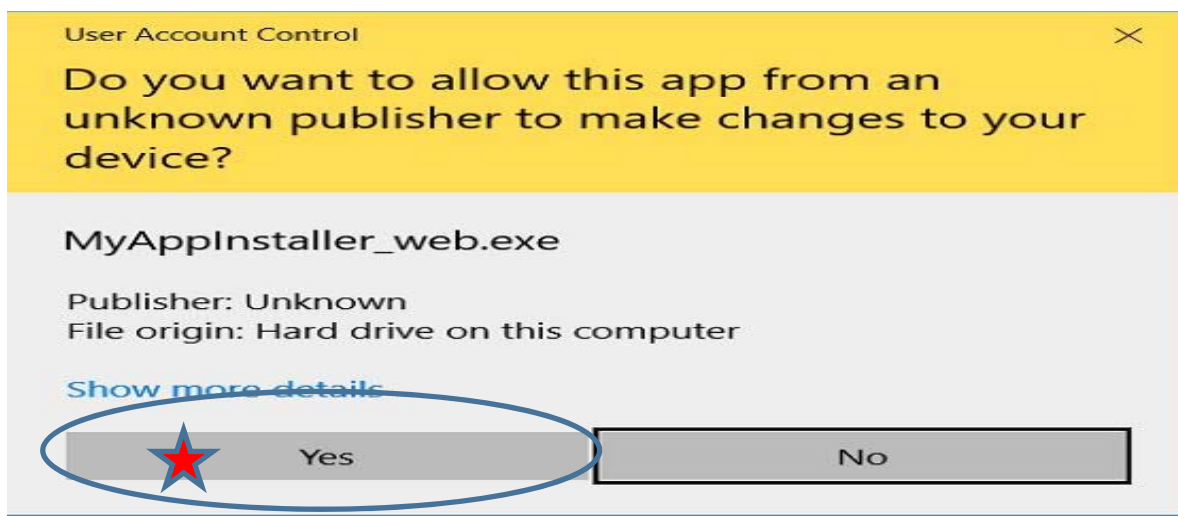 User Account Control
Do you want to allow this app from an
unknown publisher to make changes to your
device?
MyAppInstaller_web.exe
Publisher: Unknown
File origin: Hard drive on this computer
Show more details
Yes
No